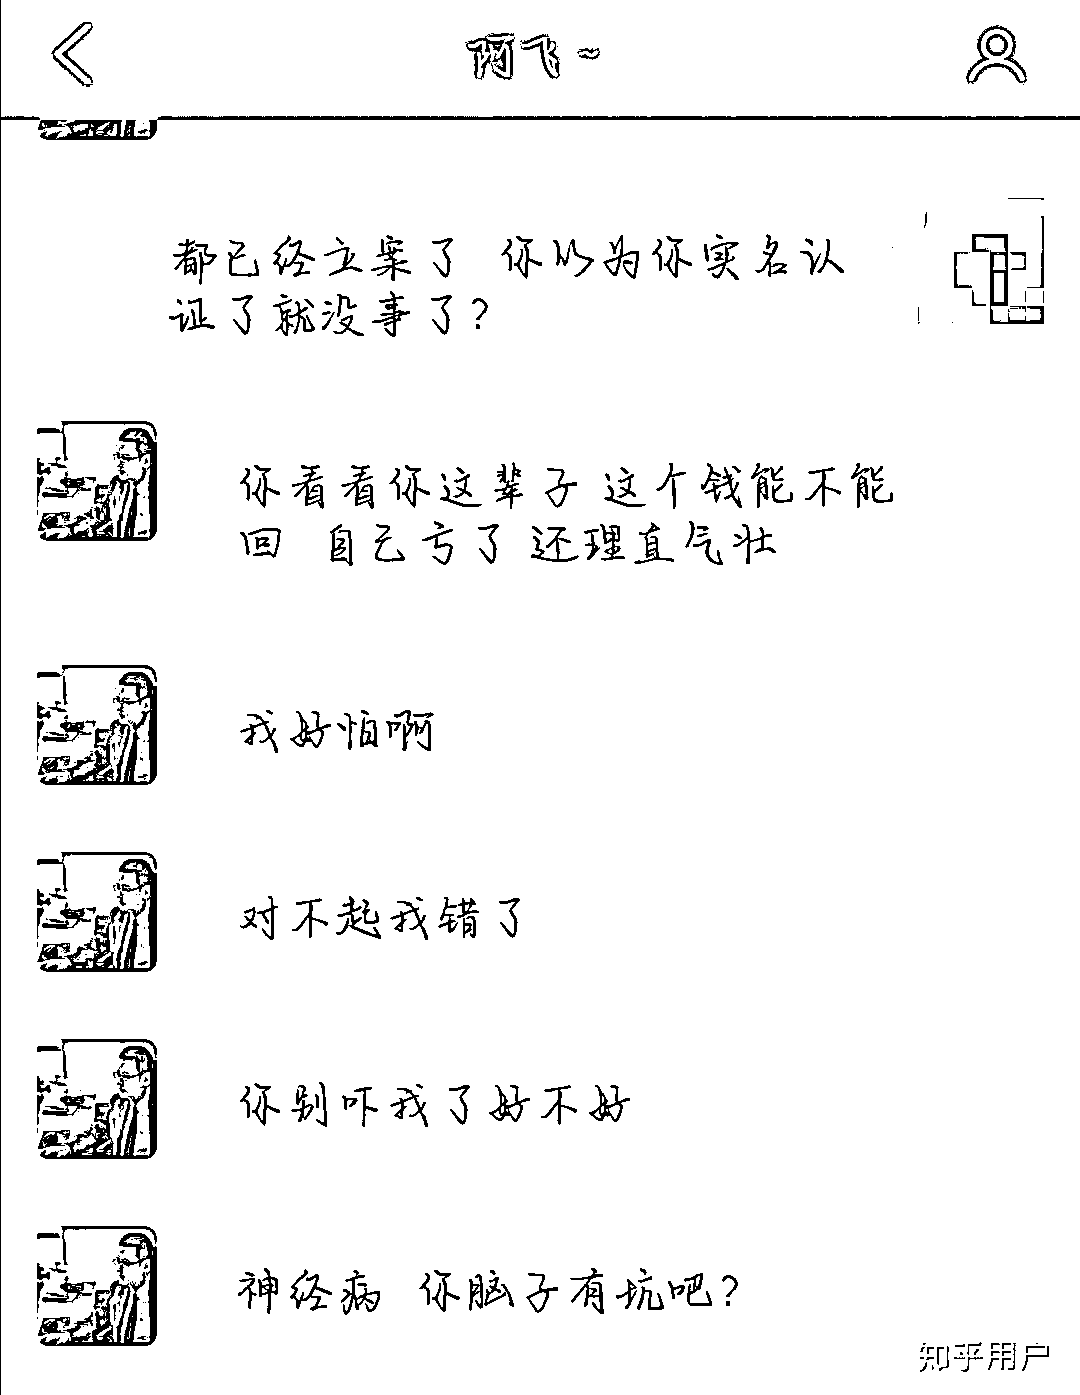 阿飞~
都已经立案了 你以为你实名认
证了就没事了?
你看看你这辈子 这个钱能不能
回 自己亏了 还理直气壮
我好怕啊
对不起我错了
你别吓我了好不好
神经病 你脑子有坑吧?
知乎用户